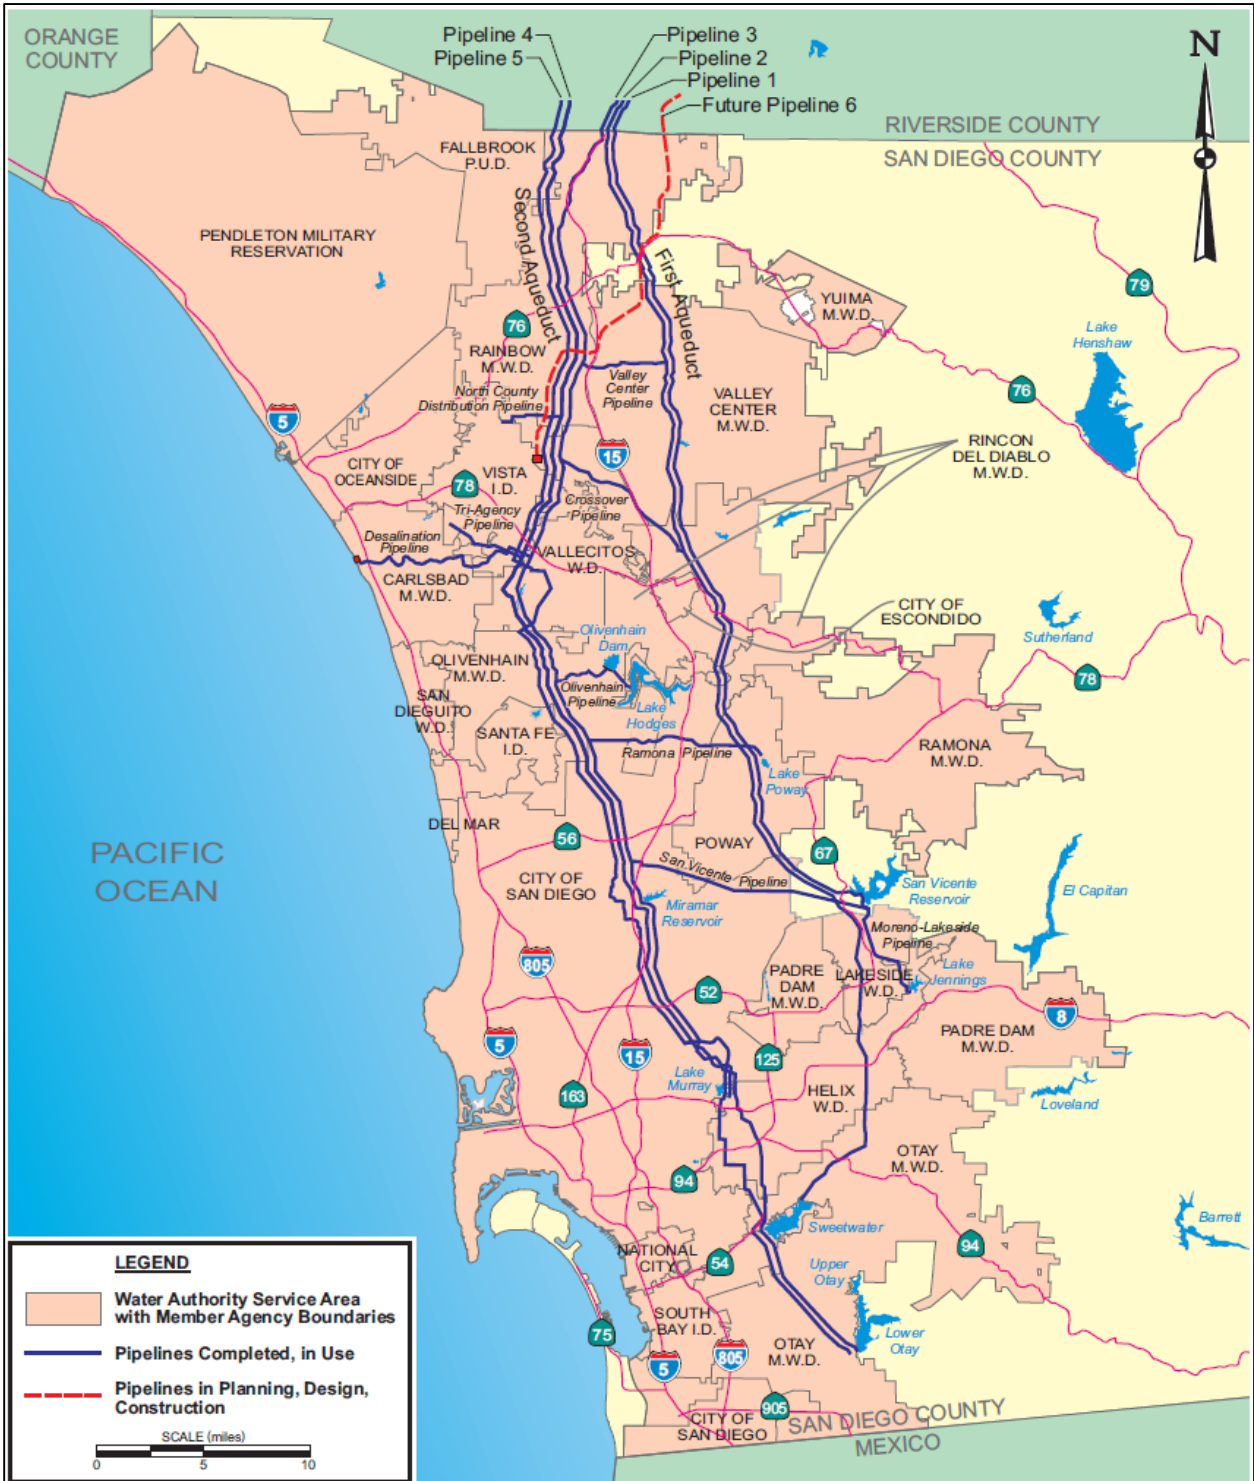 ORANGE
COUNTY
Pipeline 4
Pipeline 5
Pipeline 3
Pipeline 2
Pipeline 1
Future Pipeline 6
N
RIVERSIDE COUNTY
SAN DIEGO COUNTY
FALLBROOK
P.U.D.
Second Aqueduct
First Aqueduct
PENDLETON MILITARY
RESERVATION
79
YUIMA
M.W.D.
Lake
Henshaw
76
RAINBOW
M.W.D.
Valley
Center
Pipeline
VALLEY
CENTER
M.W.D.
76
North County
Distribution Pipeline
5
15
RINCON
DEL DIABLO
M.W.D.
CITY OF
OCEANSIDE
78
VISTA
I.D.
Crossover
Pipeline
Tri-Agency
Pipeline
Desalination
Pipeline
VALLECITOS
W.D.
CARLSBAD
M.W.D.
CITY OF
ESCONDIDO
Sutherland
Olivenhain
Dam
OLIVENHAIN
M.W.D.
78
Olivenhain
Pipeline
SAN
DIEGUITO
W.D.
Lake
Hodges
SANTA FE
I.D.
Ramona Pipeline
RAMONA
M.W.D.
Lake
Poway
DEL MAR
56
POWAY
67
PACIFIC
OCEAN
CITY OF
SAN DIEGO
San Vicente Pipeline
San Vicente
Reservoir
El Capitan
Miramar
Reservoir
Moreno-Lakeside
Pipeline
805
PADRE
DAM
M.W.D.
LAKESIDE
W.D.
Lake
Jennings
52
8
PADRE DAM
M.W.D.
5
15
125
Lake
Murray
163
HELIX
W.D.
Loveland
OTAY
M.W.D.
94
Sweetwater
Barrett
94
NATIONAL
CITY
54
Upper
Otay
SOUTH
BAY I.D.
75
Lower
Otay
OTAY
M.W.D.
5
805
905
CITY OF
SAN DIEGO
SAN DIEGO COUNTY
MEXICO
LEGEND
Water Authority Service Area
with Member Agency Boundaries
Pipelines Completed, in Use
Pipelines in Planning, Design,
Construction
SCALE (miles)
0 5 10